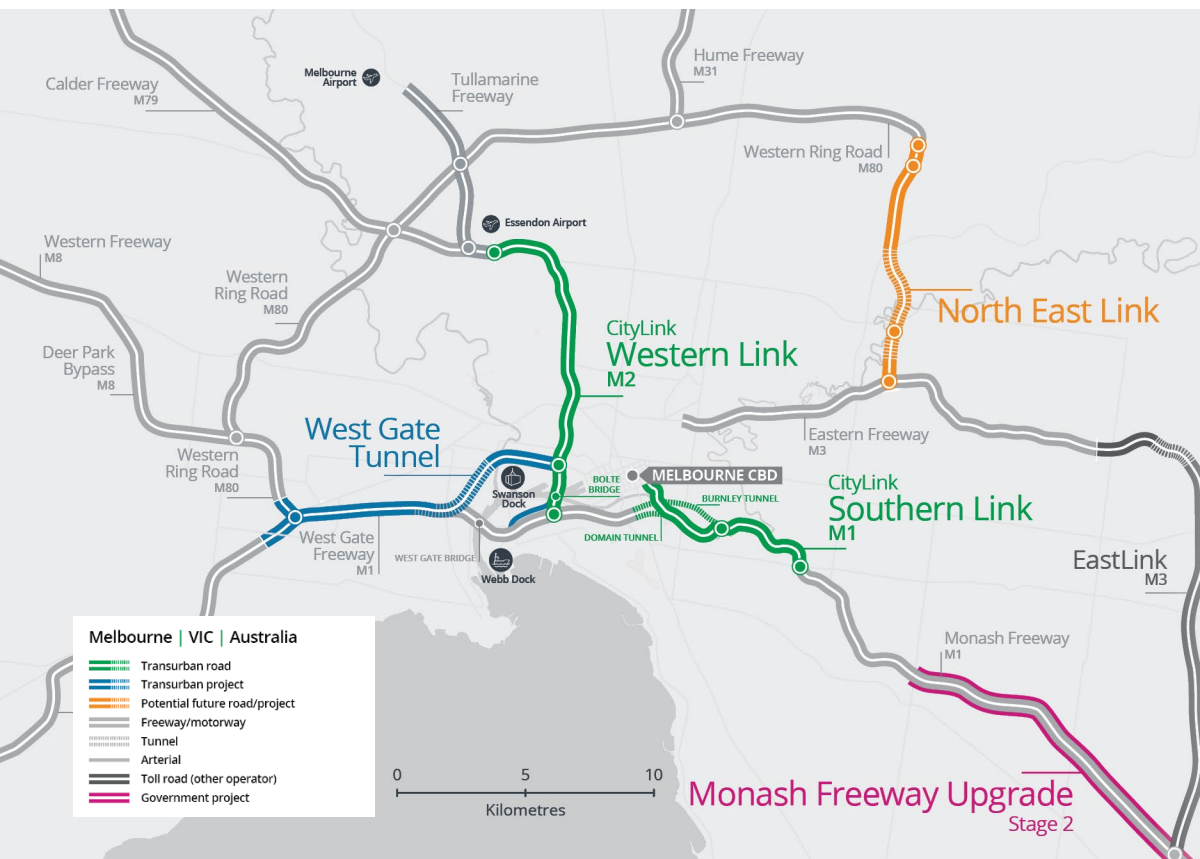 Hume Freeway
M31
Melbourne
Airport
Tullamarine
Freeway
Calder Freeway
M79
Western Ring Road
M80
Essendon Airport
Western Freeway
M8
Western
Ring Road
M80
North East Link
CityLink
Western Link
M2
Deer Park
Bypass
M8
West Gate
Tunnel
Eastern Freeway
M3
Western
Ring Road
M80
MELBOURNE CBD
BOLTE
BRIDGE
Swanson
Dock
BURNLEY TUNNEL
CityLink
Southern Link
M1
DOMAIN TUNNEL
West Gate
Freeway
M1
WEST GATE BRIDGE
Webb Dock
EastLink
M3
Monash Freeway
M1
Melbourne | VIC | Australia
Transurban road
Transurban project
Potential future road/project
Freeway/motorway
Tunnel
Arterial
Toll road (other operator)
Government project
0 5 10
Kilometres
Monash Freeway Upgrade
Stage 2